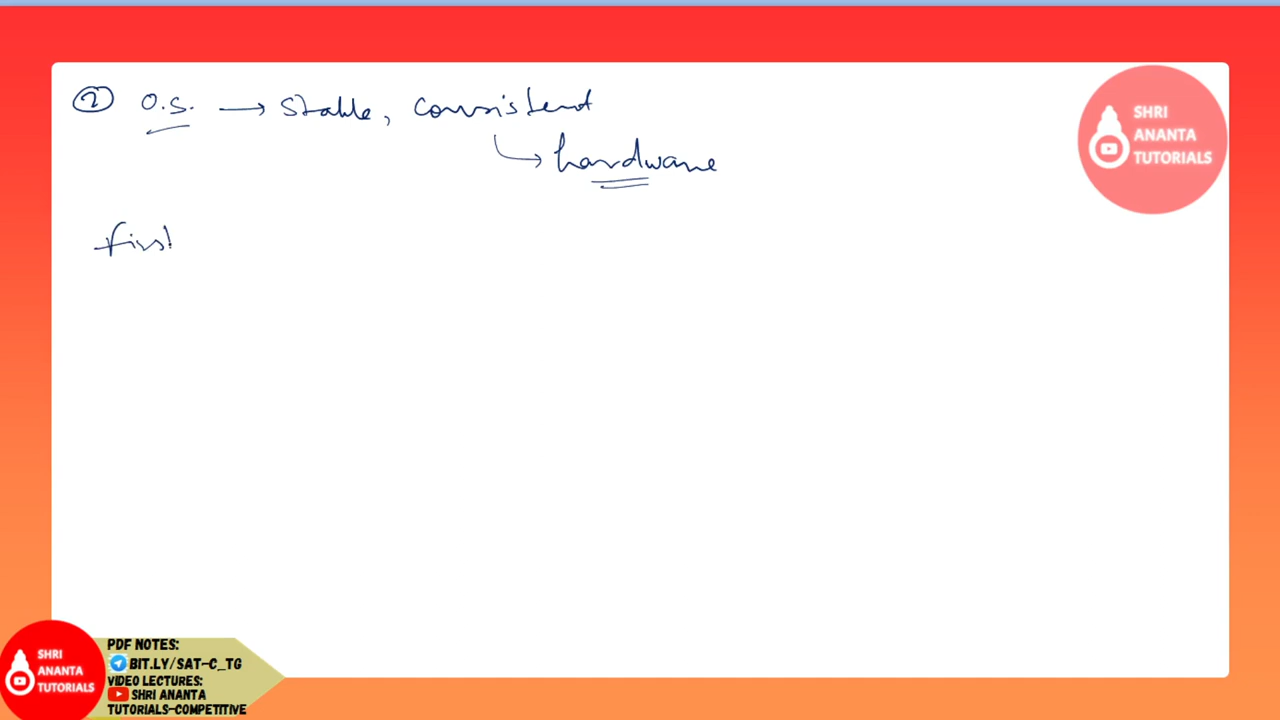 ② O.S. → Stable, Consistent
↳ hardware
first
SHRI
ANANTA
TUTORIALS
SHRI
ANANTA
TUTORIALS
PDF NOTES:
BIT.LY/SAT-C_TG
VIDEO LECTURES:
SHRI ANANTA
TUTORIALS-COMPETITIVE